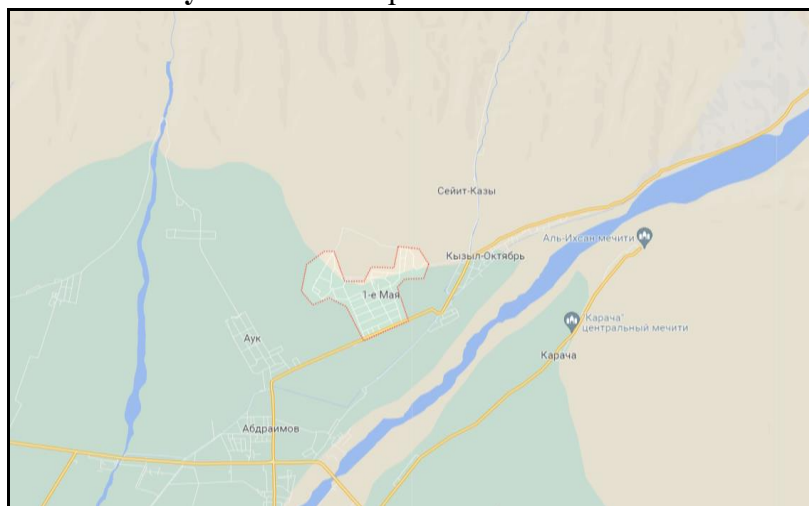 Сейит-Казы
Аль-Ихсан мечити
Кызыл-Октябрь
1-е Мая
"Карача"
центральный мечити
Аук
Карача
Абдраимов